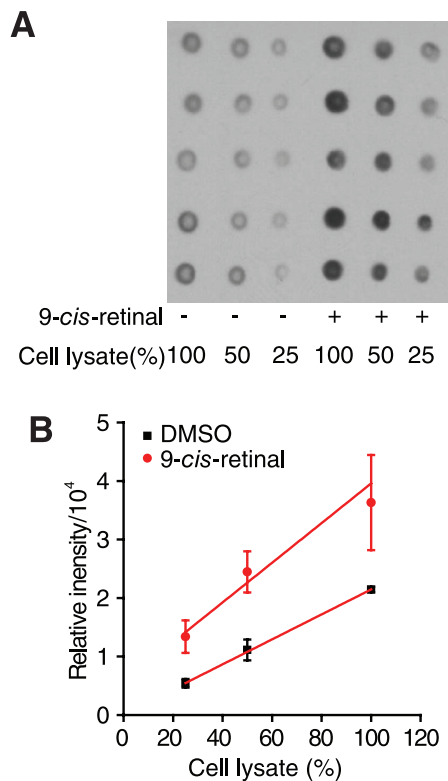 A
9-cis-retinal - - - + + +
Cell lysate(%) 100 50 25 100 50 25
B
DMSO
9-cis-retinal
Relative inensity/10⁴
5
4
3
2
1
0
0 20 40 60 80 100 120
Cell lysate (%)